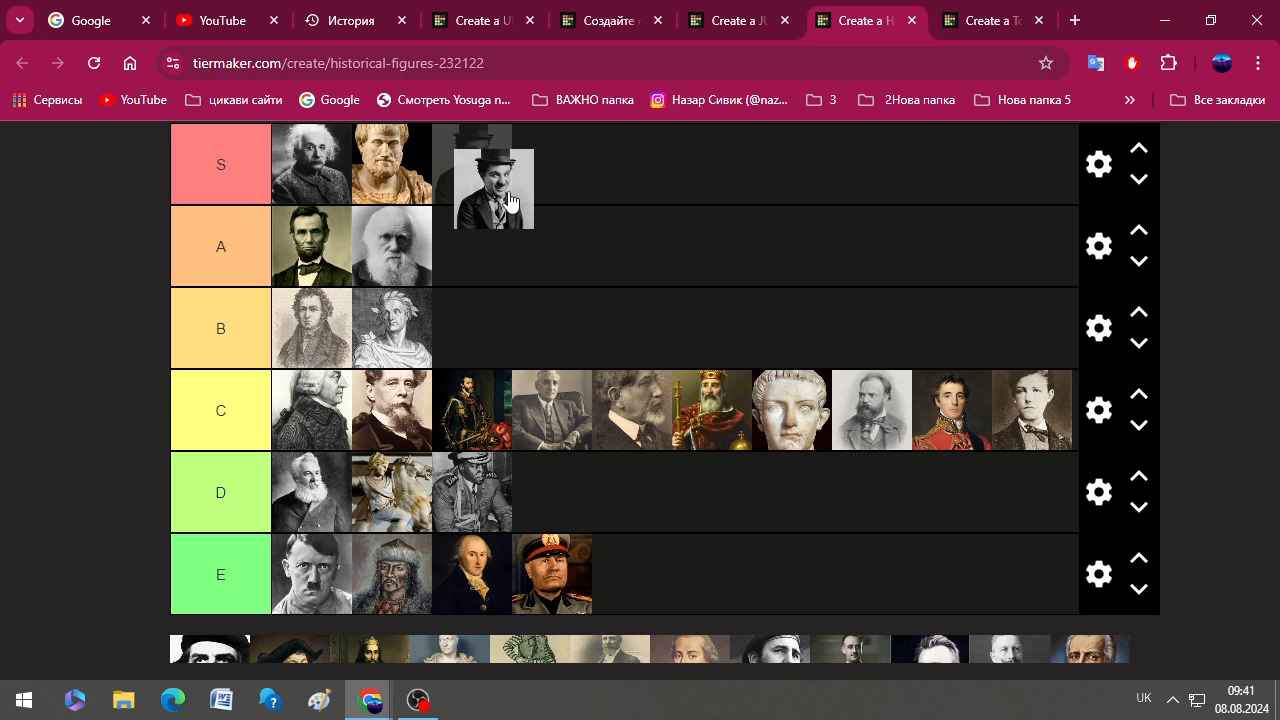 Google
YouTube
История
Create a U
Создайте
Create a JU
Create a H
Create a To
tiermaker.com/create/historical-figures-232122
Сервисы
YouTube
цикави сайти
Google
Смотреть Yosuga n...
ВАЖНО папка
Назар Сивик (@naz...
3
2Нова папка
Нова папка 5
»
Все закладки
S
A
B
C
D
E
UK
09:41
08.08.2024